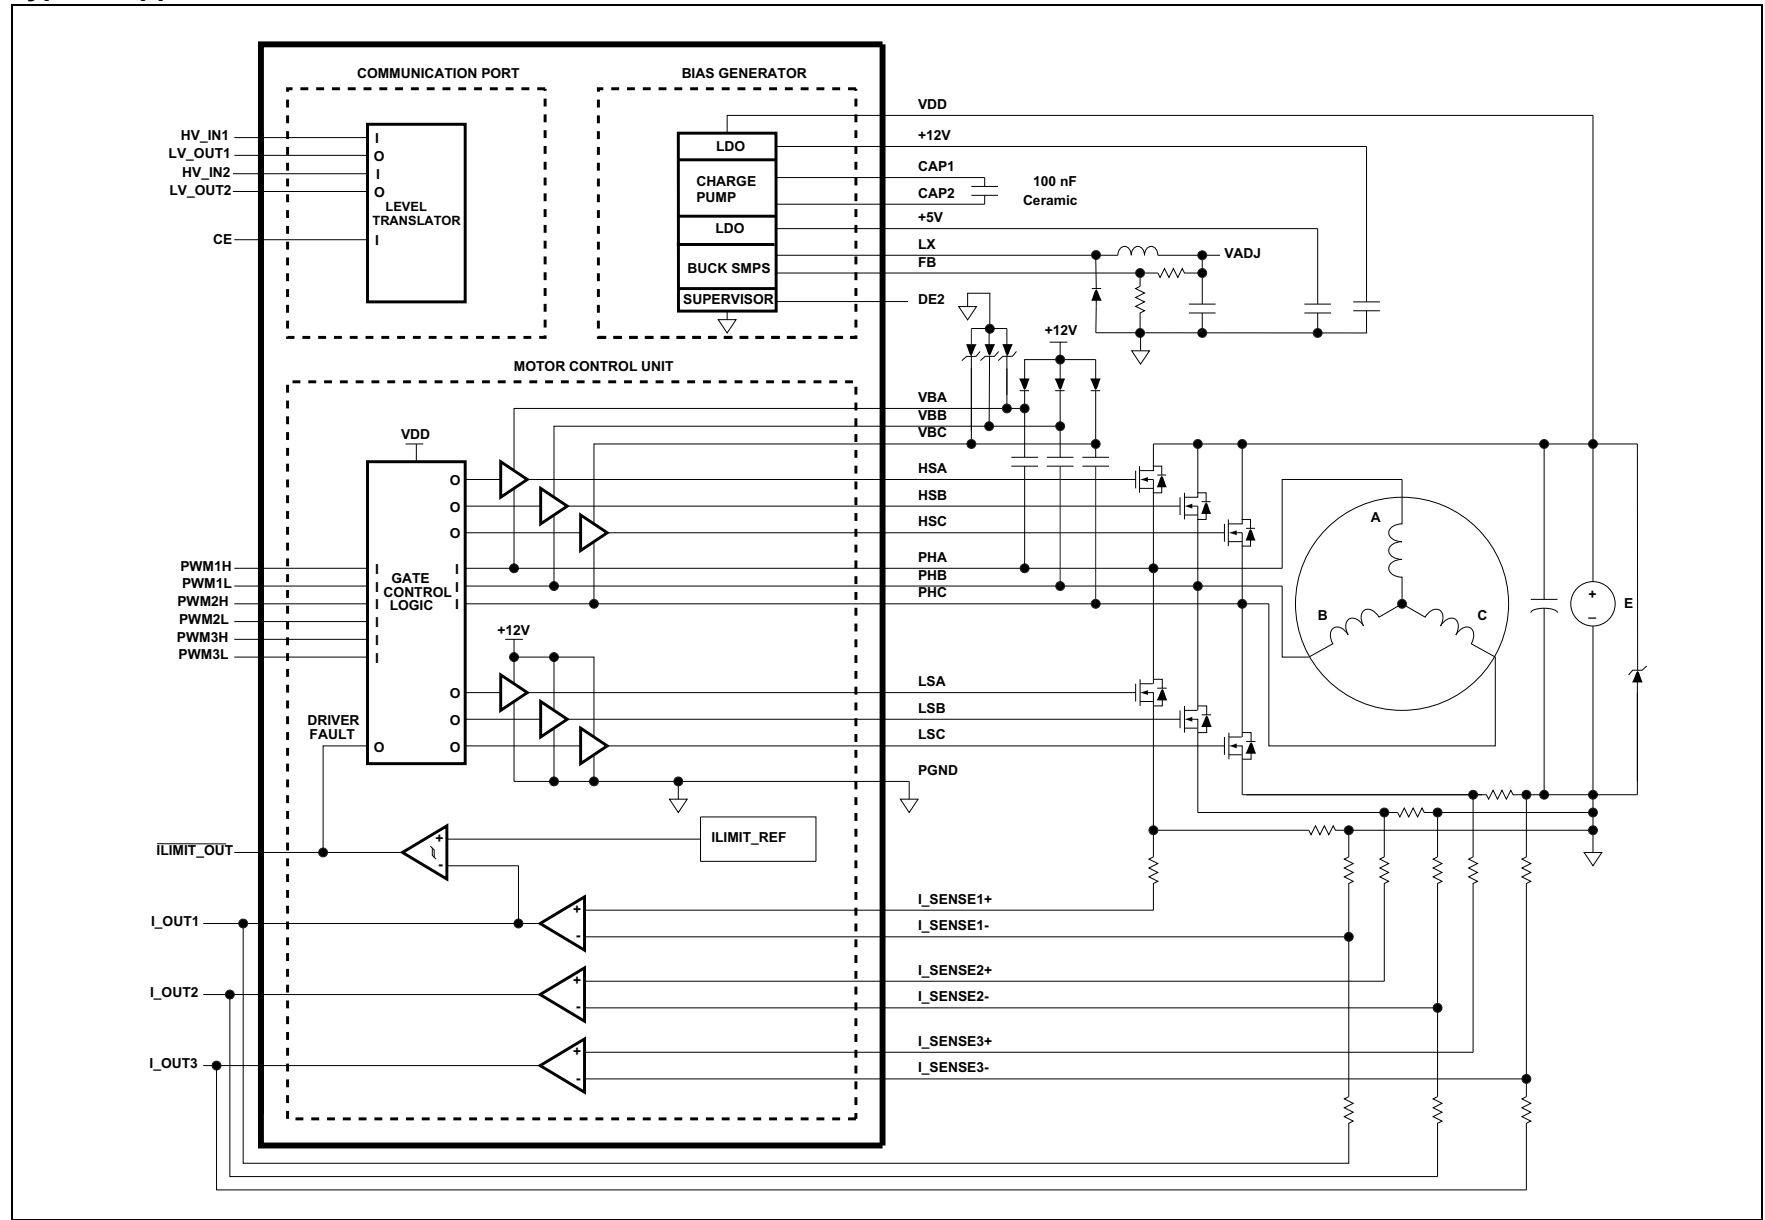 COMMUNICATION PORT
BIAS GENERATOR
HV_IN1
LV_OUT1
HV_IN2
LV_OUT2
CE
I
O
I
O
LEVEL
TRANSLATOR
I
LDO
CHARGE
PUMP
LDO
BUCK SMPS
SUPERVISOR
VDD
+12V
CAP1
CAP2
+5V
LX
FB
DE2
100 nF
Ceramic
VADJ
+12V
MOTOR CONTROL UNIT
VBA
VBB
VBC
VDD
HSA
HSB
HSC
O
O
O
PHA
PHB
PHC
PWM1H
PWM1L
PWM2H
PWM2L
PWM3H
PWM3L
I
I
I
I
I
I
GATE
CONTROL
LOGIC
I
I
I
+12V
A
B
C
+
–
E
LSA
LSB
LSC
O
O
O
DRIVER
FAULT
O
PGND
ILIMIT_OUT
+
-
ILIMIT_REF
I_OUT1
+
-
I_SENSE1+
I_SENSE1-
I_OUT2
+
-
I_SENSE2+
I_SENSE2-
I_OUT3
+
-
I_SENSE3+
I_SENSE3-